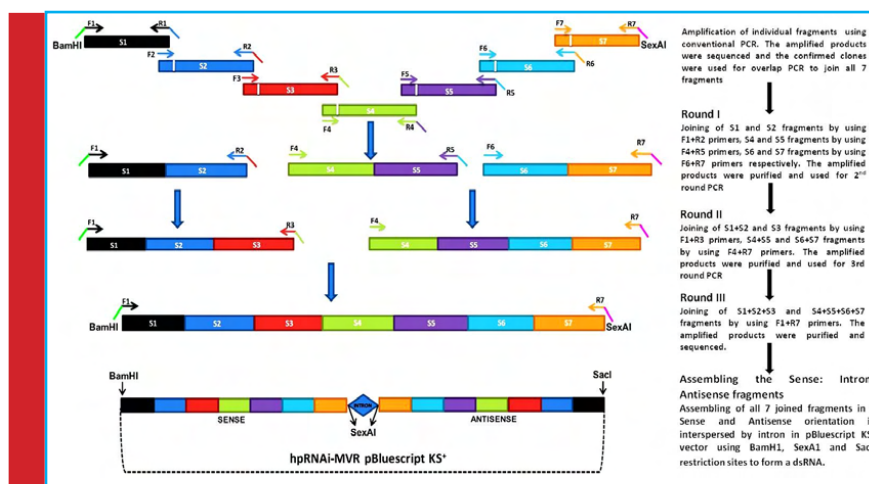 F1
R1
BamHI
S1
F2
R2
S2
F3
R3
S3
S4
F4
R4
F5
S5
R5
F6
S6
R6
F7
R7
S7
SexAI
F1
R2
S1
S2
F4
R5
S4
S5
F6
R7
S6
S7
F1
R3
S1
S2
S3
F4
R7
S4
S5
S6
S7
F1
R7
BamHI
S1
S2
S3
S4
S5
S6
S7
SexAI
BamHI
SacI
INTRON
SENSE
SexAI
ANTISENSE
hpRNAi-MVR pBluescript KS+
Amplification of individual fragments using
conventional PCR. The amplified products
were sequenced and the confirmed clones
were used for overlap PCR to join all 7
fragments
Round I
Joining of S1 and S2 fragments by using
F1+R2 primers, S4 and S5 fragments by using
F4+R5 primers, S6 and S7 fragments by using
F6+R7 primers respectively. The amplified
products were purified and used for 2nd
round PCR
Round II
Joining of S1+S2 and S3 fragments by using
F1+R3 primers, S4+S5 and S6+S7 fragments
by using F4+R7 primers. The amplified
products were purified and used for 3rd
round PCR
Round III
Joining of S1+S2+S3 and S4+S5+S6+S7
fragments by using F1+R7 primers. The
amplified products were purified and
sequenced.
Assembling the Sense: Intron
Antisense fragments
Assembling of all 7 joined fragments in
Sense and Antisense orientation i
interspersed by intron in pBluescript KS
vector using BamH1, SexA1 and Sac
restriction sites to form a dsRNA.